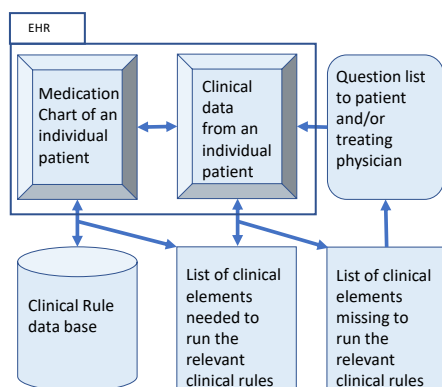 EHR
Medication
Chart of an
individual
patient
Clinical
data
from an
individual
patient
Question list
to patient
and/or
treating
physician
Clinical Rule
data base
List of clinical
elements
needed to
run the
relevant
clinical rules
List of clinical
elements
missing to
run the
relevant
clinical rules